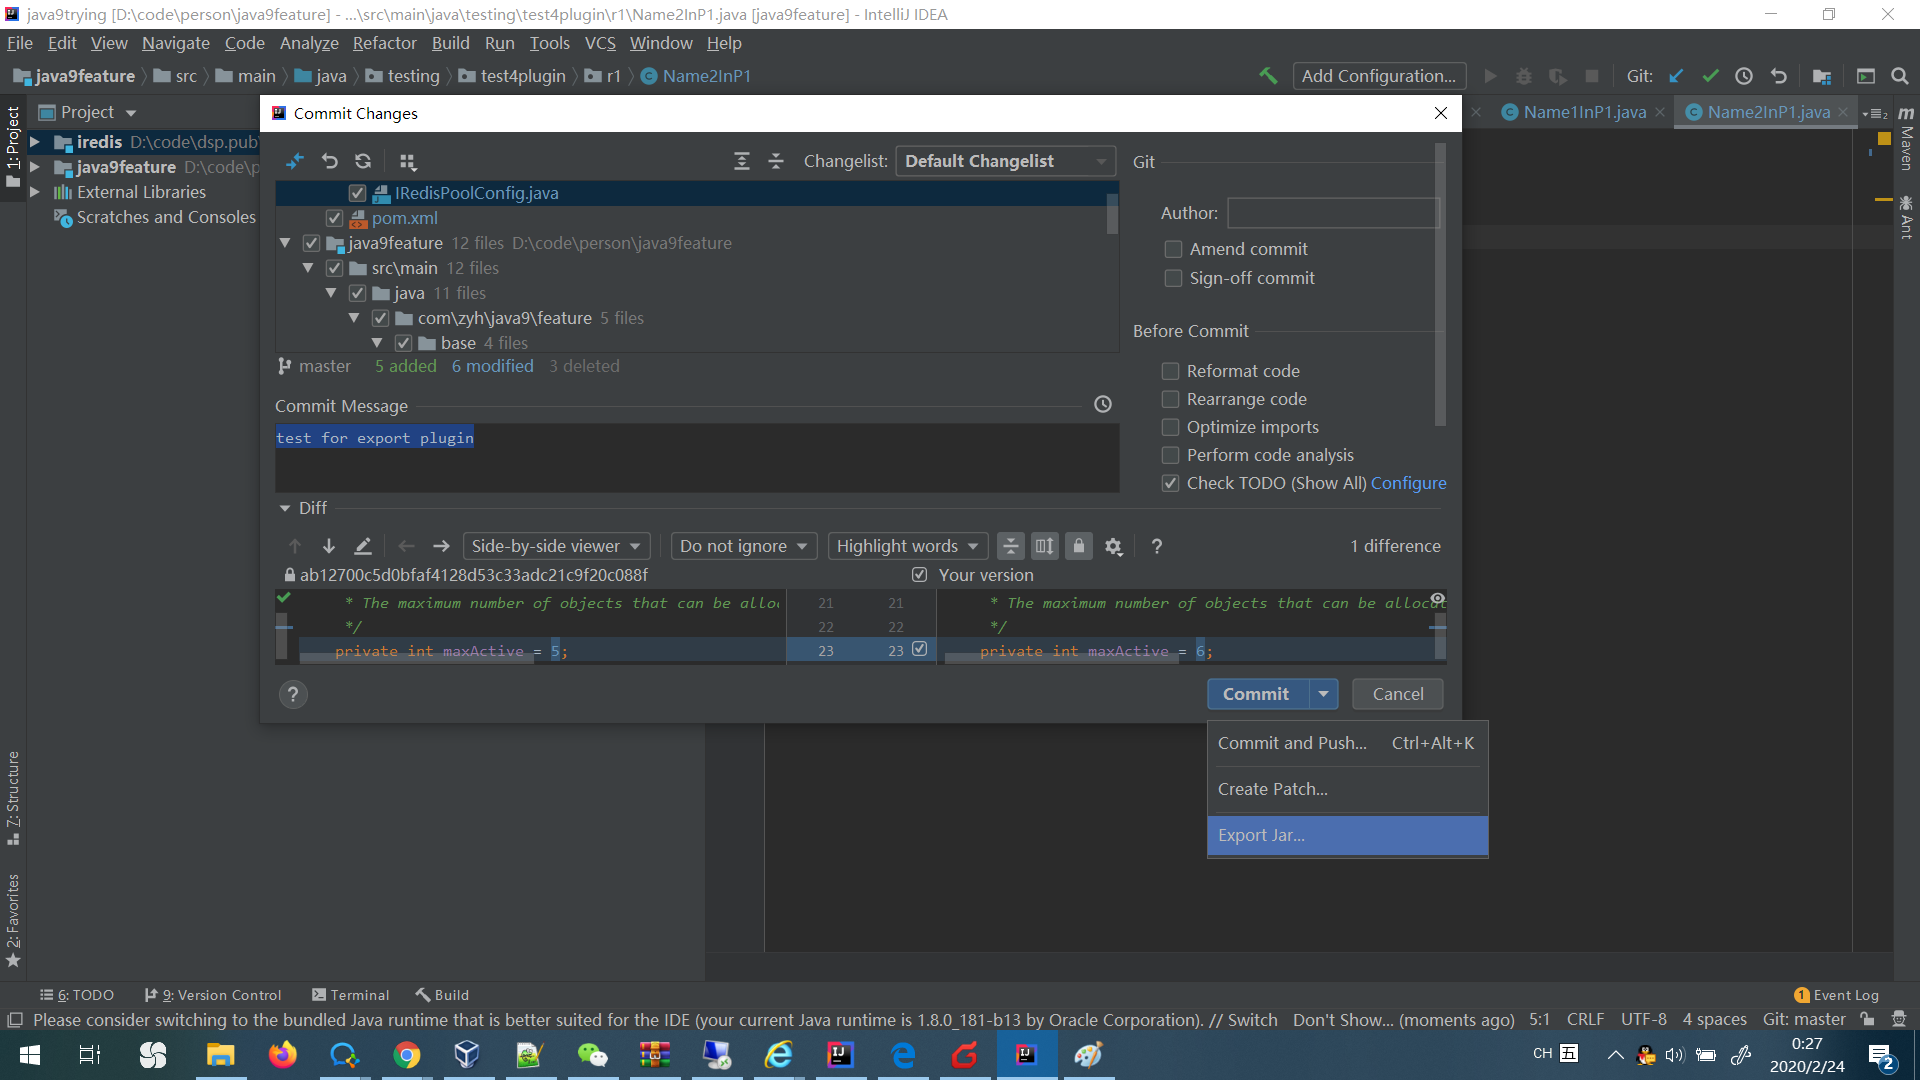 java9trying [D:\code\person\java9feature] - ...\src\main\java\testing\test4plugin\r1\Name2InP1.java [java9feature] - IntelliJ IDEA
File Edit View Navigate Code Analyze Refactor Build Run Tools VCS Window Help
java9feature src main java testing test4plugin r1 Name2InP1 Add Configuration... Git:
1: Project
Project
Name1InP1.java Name2InP1.java
Maven
Ant
iredis D:\code\dsp.pub
java9feature D:\code\p
External Libraries
Scratches and Consoles
Commit Changes
Changelist: Default Changelist
IRedisPoolConfig.java
pom.xml
java9feature 12 files D:\code\person\java9feature
src\main 12 files
java 11 files
com\zyh\java9\feature 5 files
base 4 files
master 5 added 6 modified 3 deleted
Git
Author:
Amend commit
Sign-off commit
Before Commit
Reformat code
Rearrange code
Optimize imports
Perform code analysis
Check TODO (Show All) Configure
Commit Message
test for export plugin
Diff
Side-by-side viewer Do not ignore Highlight words ? 1 difference
ab12700c5d0bfaf4128d53c33adc21c9f20c088f Your version
* The maximum number of objects that can be allo 21 21 * The maximum number of objects that can be allocat
*/ 22 22 */
private int maxActive = 5; 23 23 private int maxActive = 6;
? Commit Cancel
Commit and Push... Ctrl+Alt+K
Create Patch...
Export Jar...
7: Structure
2: Favorites
6: TODO 9: Version Control Terminal Build 1 Event Log
Please consider switching to the bundled Java runtime that is better suited for the IDE (your current Java runtime is 1.8.0_181-b13 by Oracle Corporation). // Switch Don't Show... (moments ago) 5:1 CRLF UTF-8 4 spaces Git: master
CH 五 0:27
2020/2/24 2